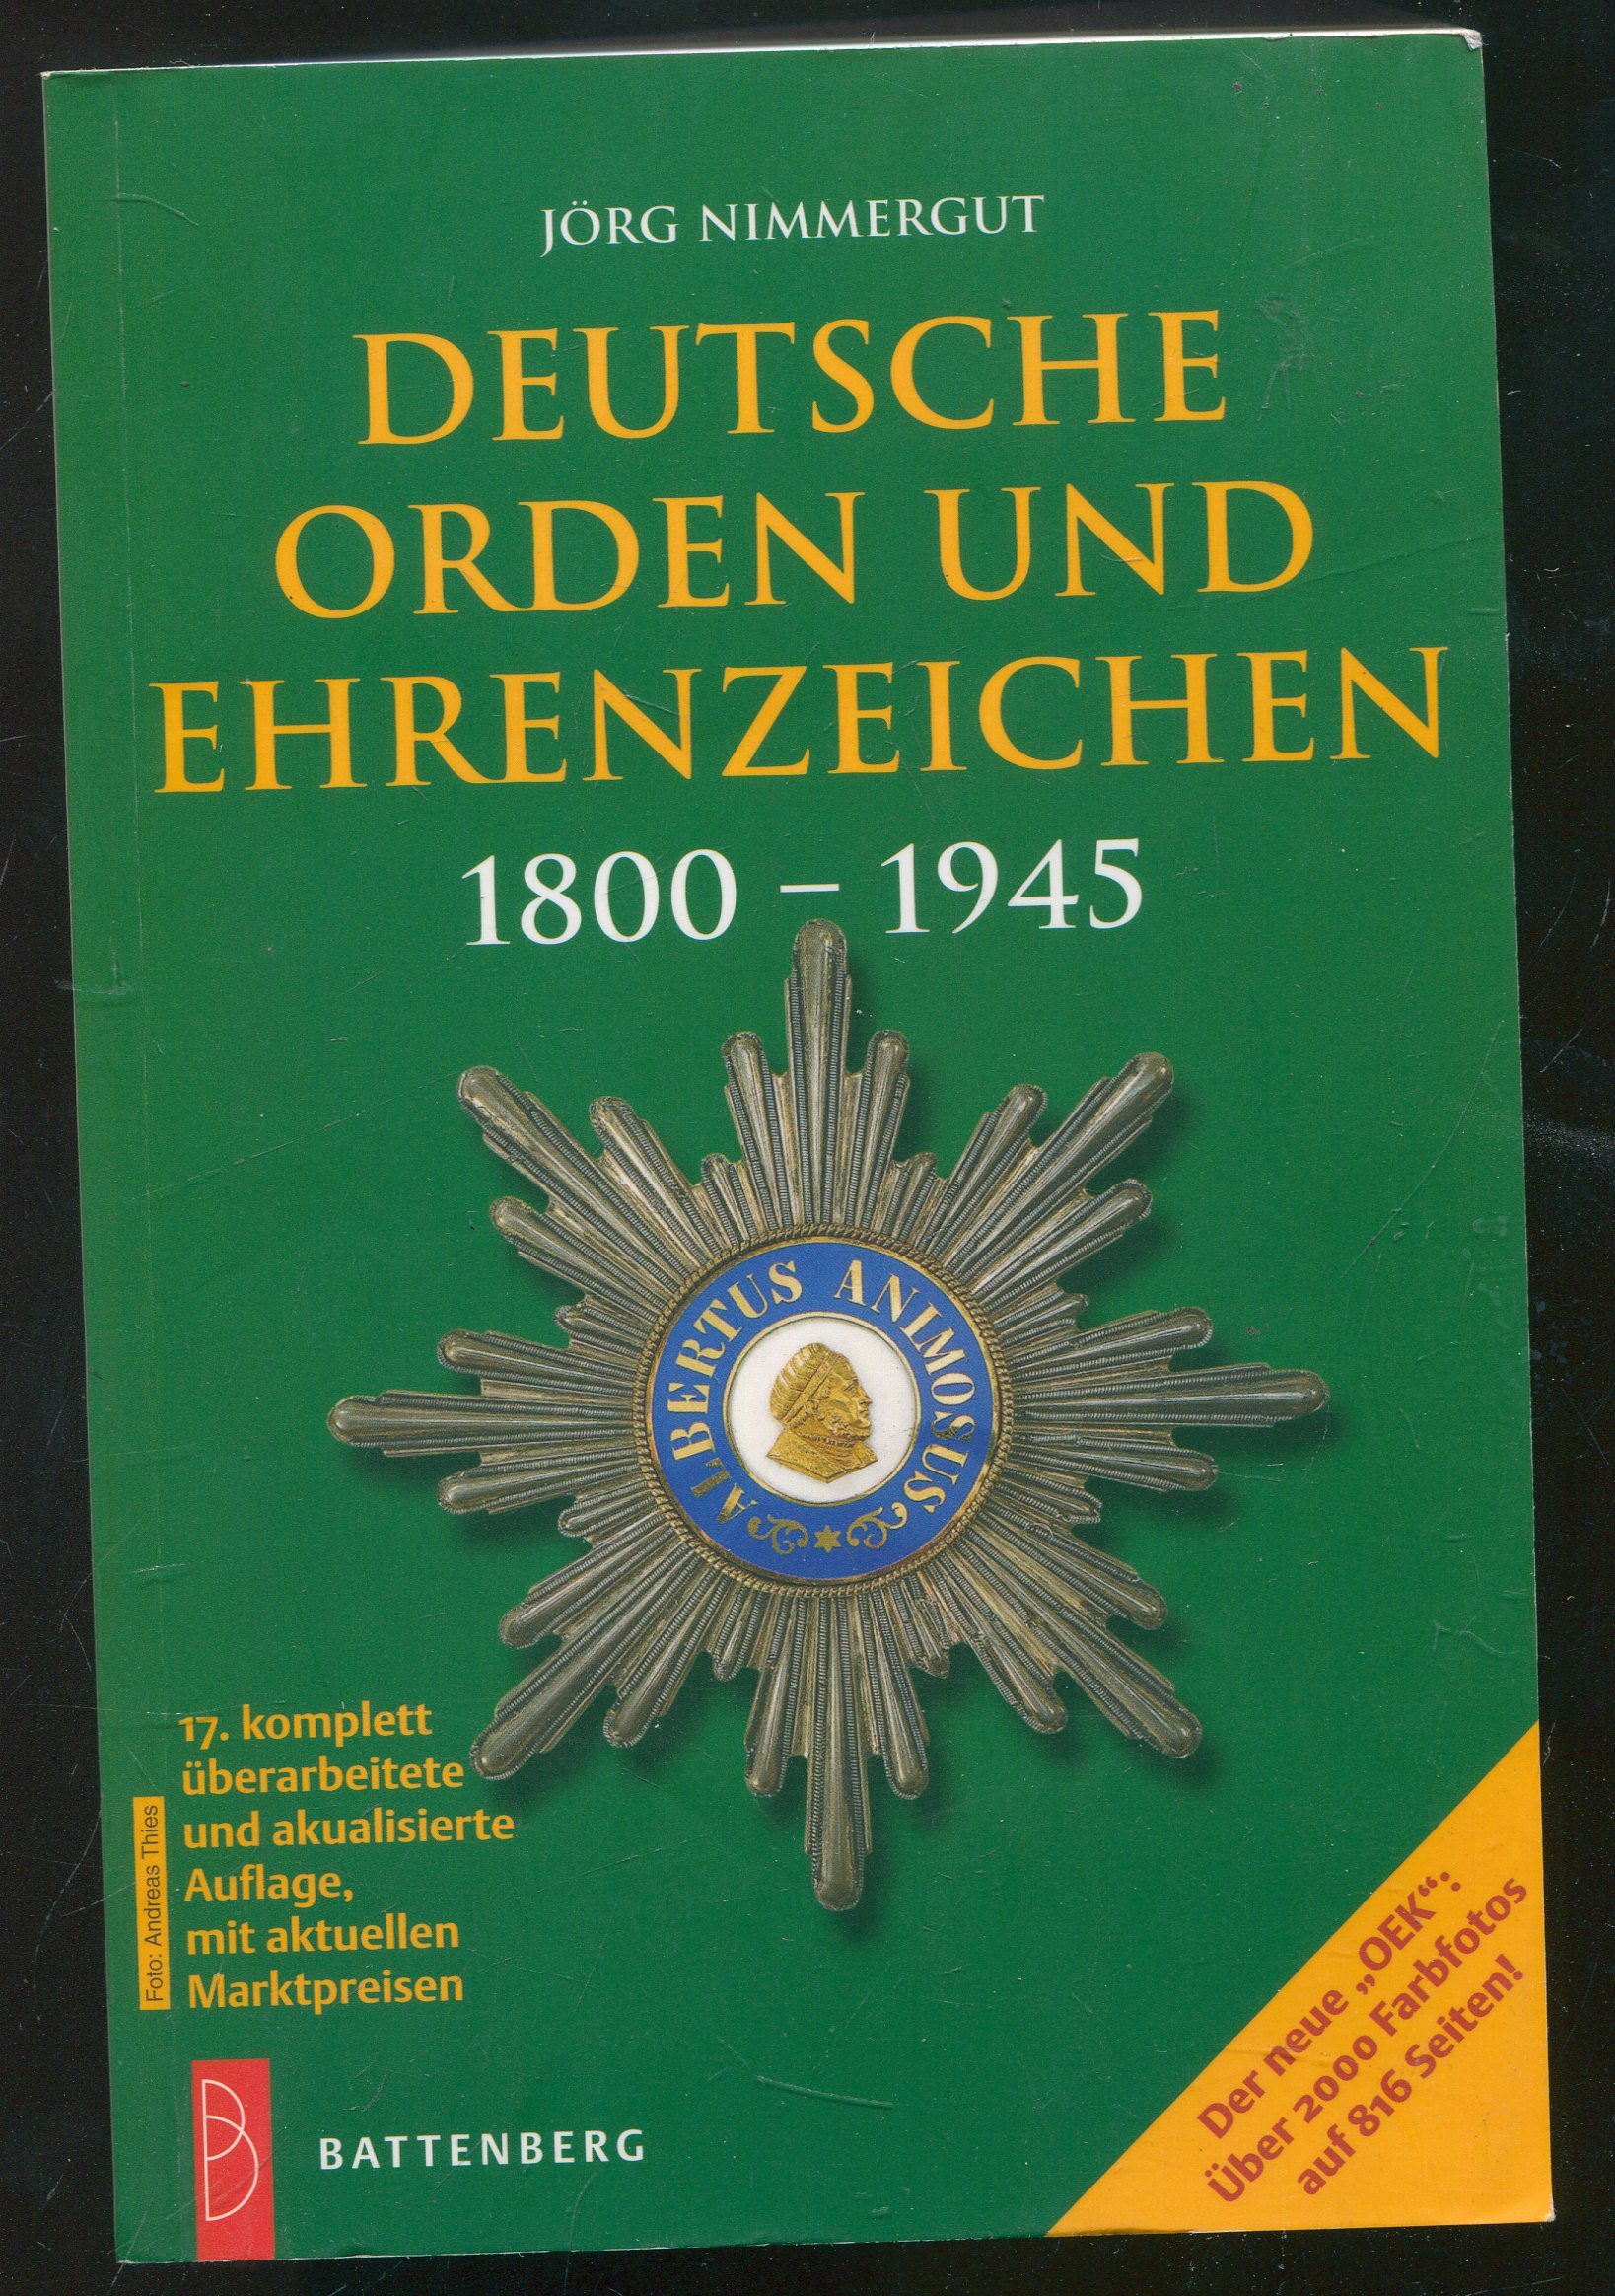 JÖRG NIMMERGUT
DEUTSCHE
ORDEN UND
EHRENZEICHEN
1800 – 1945
ALBERTUS ANIMOSUS
17. komplett
überarbeitete
und akualisierte
Auflage,
mit aktuellen
Marktpreisen
Foto: Andreas Thies
B
BATTENBERG
Der neue „OEK“:
Über 2000 Farbfotos
auf 816 Seiten!